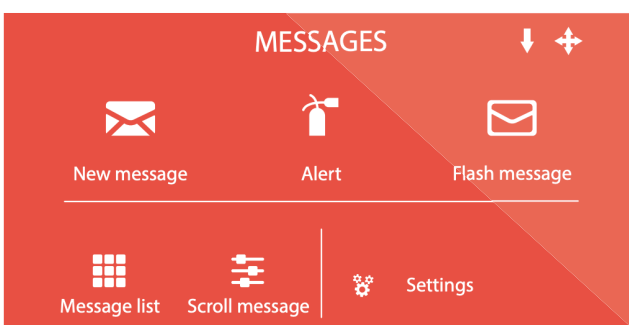 MESSAGES
New message
Alert
Flash message
Message list
Scroll message
Settings